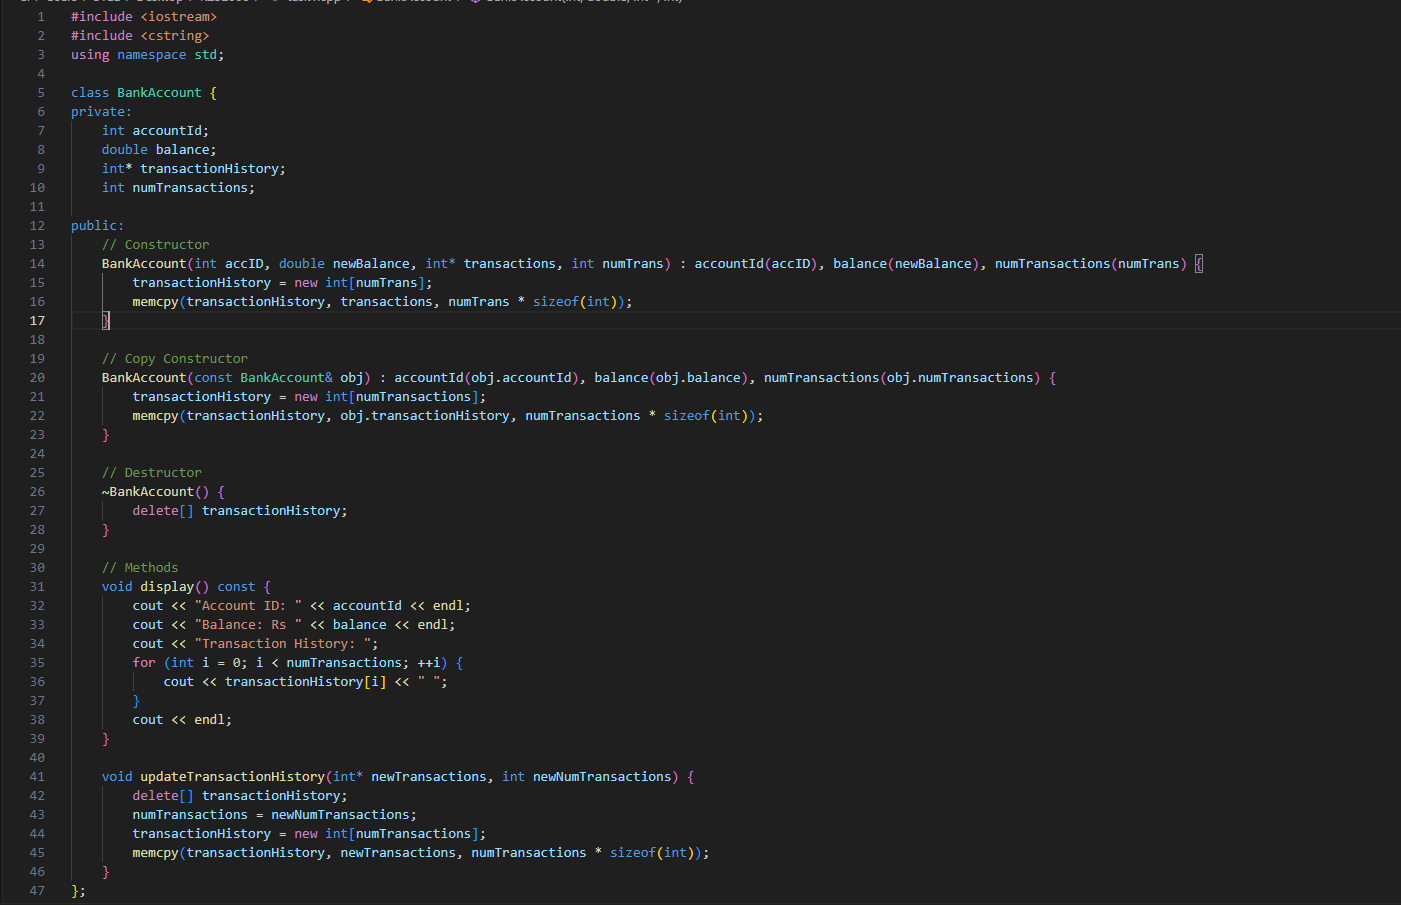 1 #include <iostream>
2 #include <cstring>
3 using namespace std;
4
5 class BankAccount {
6 private:
7     int accountId;
8     double balance;
9     int* transactionHistory;
10     int numTransactions;
11
12 public:
13     // Constructor
14     BankAccount(int accID, double newBalance, int* transactions, int numTrans) : accountId(accID), balance(newBalance), numTransactions(numTrans) {
15         transactionHistory = new int[numTrans];
16         memcpy(transactionHistory, transactions, numTrans * sizeof(int));
17     }
18
19     // Copy Constructor
20     BankAccount(const BankAccount& obj) : accountId(obj.accountId), balance(obj.balance), numTransactions(obj.numTransactions) {
21         transactionHistory = new int[numTransactions];
22         memcpy(transactionHistory, obj.transactionHistory, numTransactions * sizeof(int));
23     }
24
25     // Destructor
26     ~BankAccount() {
27         delete[] transactionHistory;
28     }
29
30     // Methods
31     void display() const {
32         cout << "Account ID: " << accountId << endl;
33         cout << "Balance: Rs " << balance << endl;
34         cout << "Transaction History: ";
35         for (int i = 0; i < numTransactions; ++i) {
36             cout << transactionHistory[i] << " ";
37         }
38         cout << endl;
39     }
40
41     void updateTransactionHistory(int* newTransactions, int newNumTransactions) {
42         delete[] transactionHistory;
43         numTransactions = newNumTransactions;
44         transactionHistory = new int[numTransactions];
45         memcpy(transactionHistory, newTransactions, numTransactions * sizeof(int));
46     }
47 };